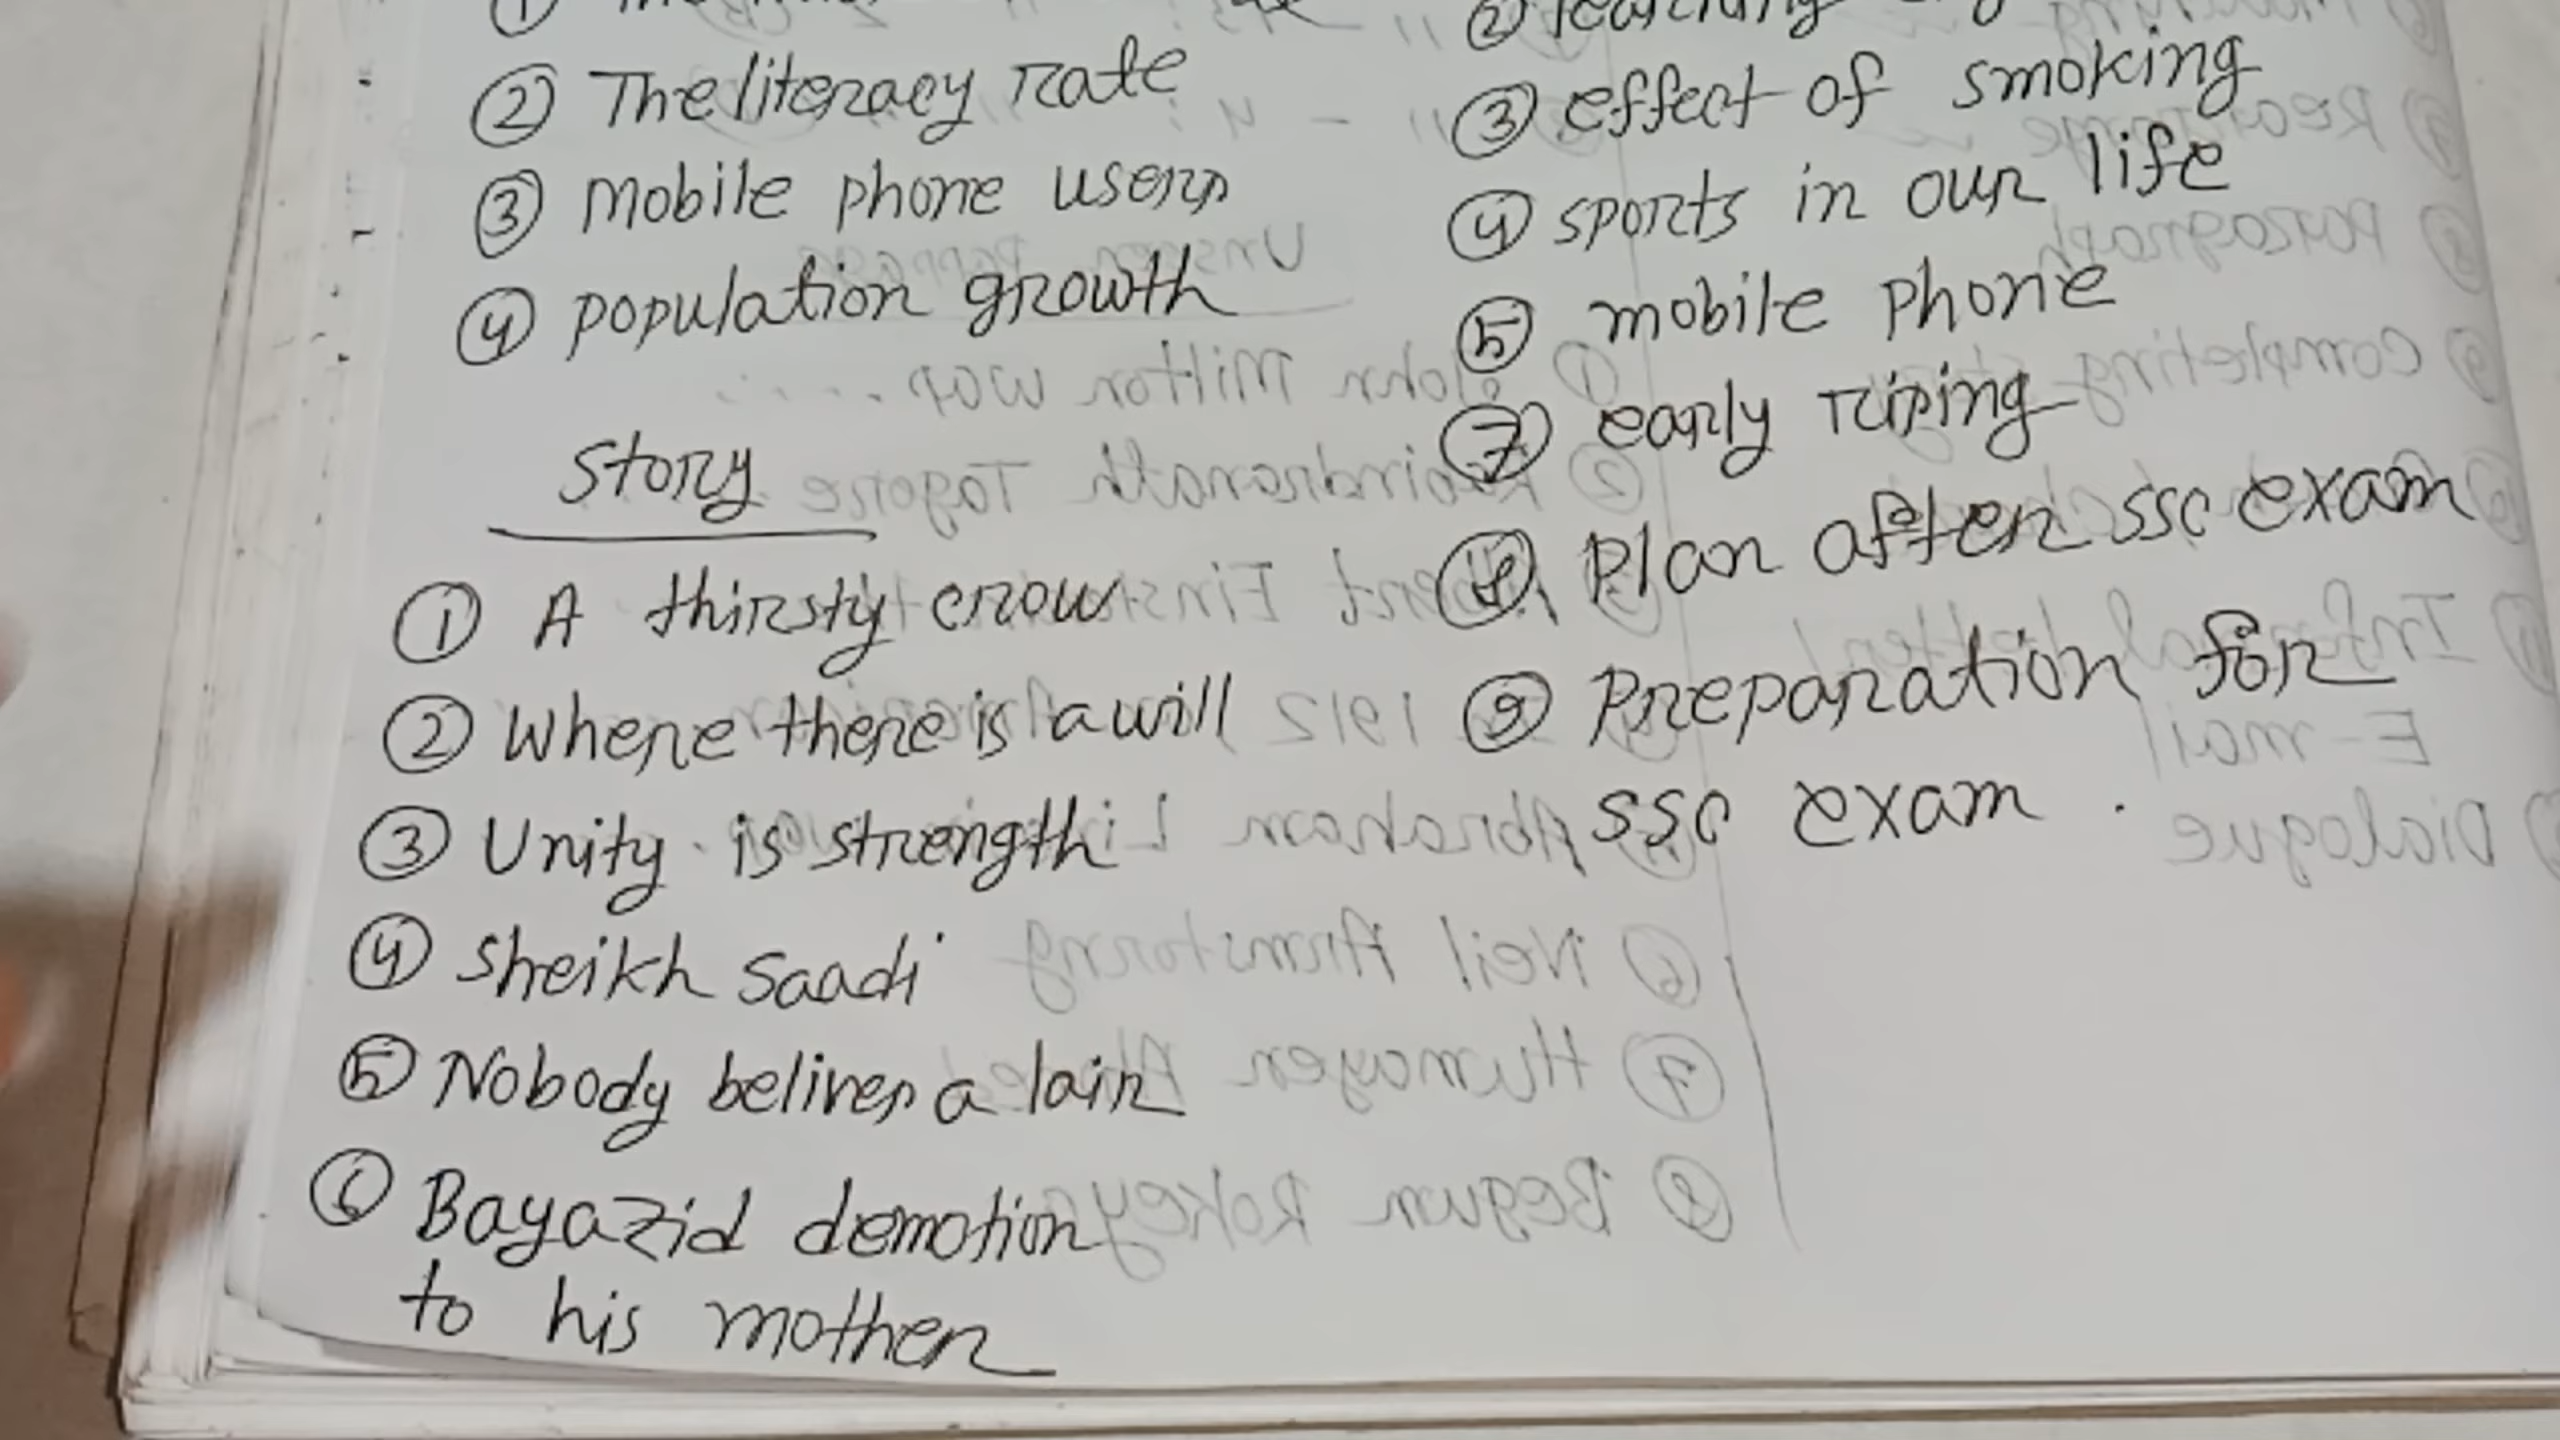 ② The literacy rate
③ mobile phone users
④ population growth
Story
① A thirsty crow
② Where there is a will
③ Unity is strength
④ Sheikh Saadi
⑤ Nobody belives a lair
⑥ Bayazid demotion
to his mother
② learning
③ effect of smoking
④ sports in our life
⑤ mobile phone
⑦ early rising
⑧ Plan after ssc exam
⑨ Preparation for
ssc exam.